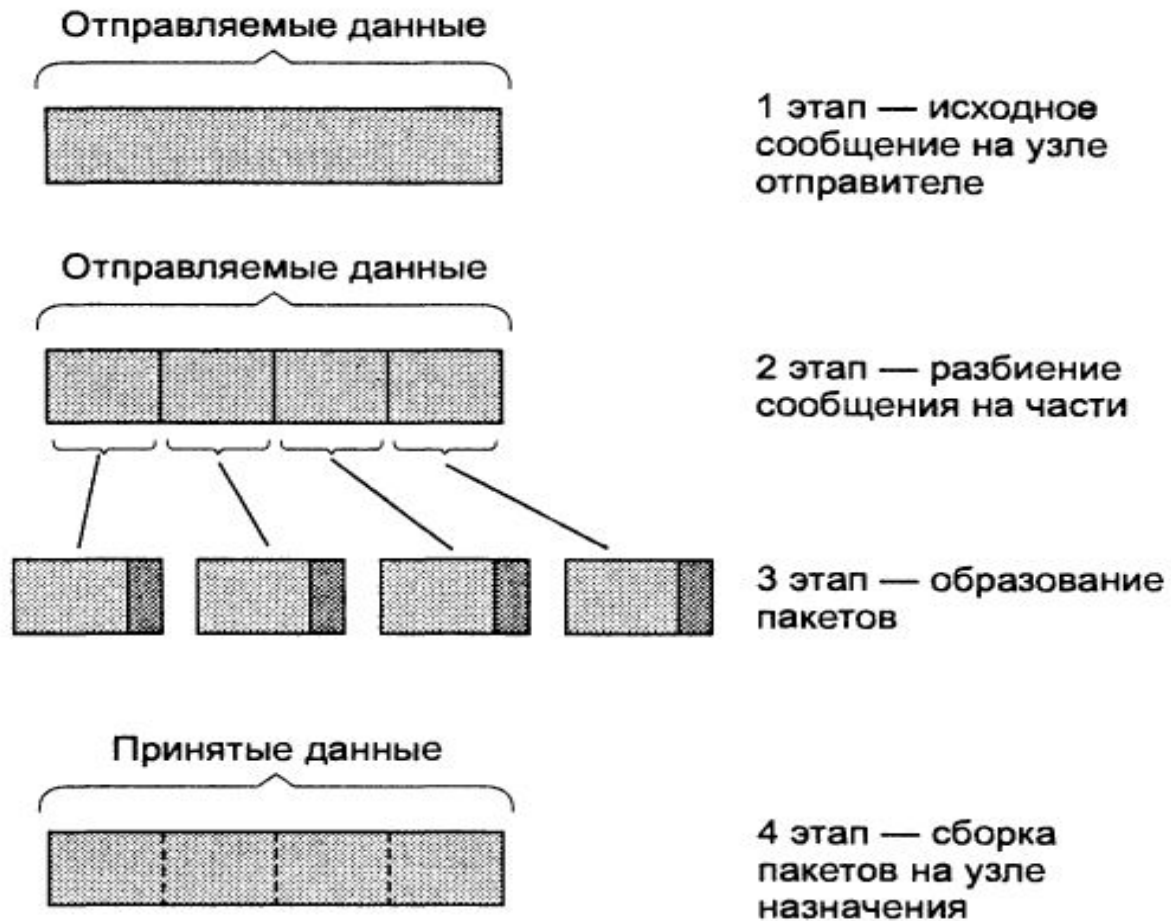 Отправляемые данные
1 этап — исходное
сообщение на узле
отправителе
Отправляемые данные
2 этап — разбиение
сообщения на части
3 этап — образование
пакетов
Принятые данные
4 этап — сборка
пакетов на узле
назначения